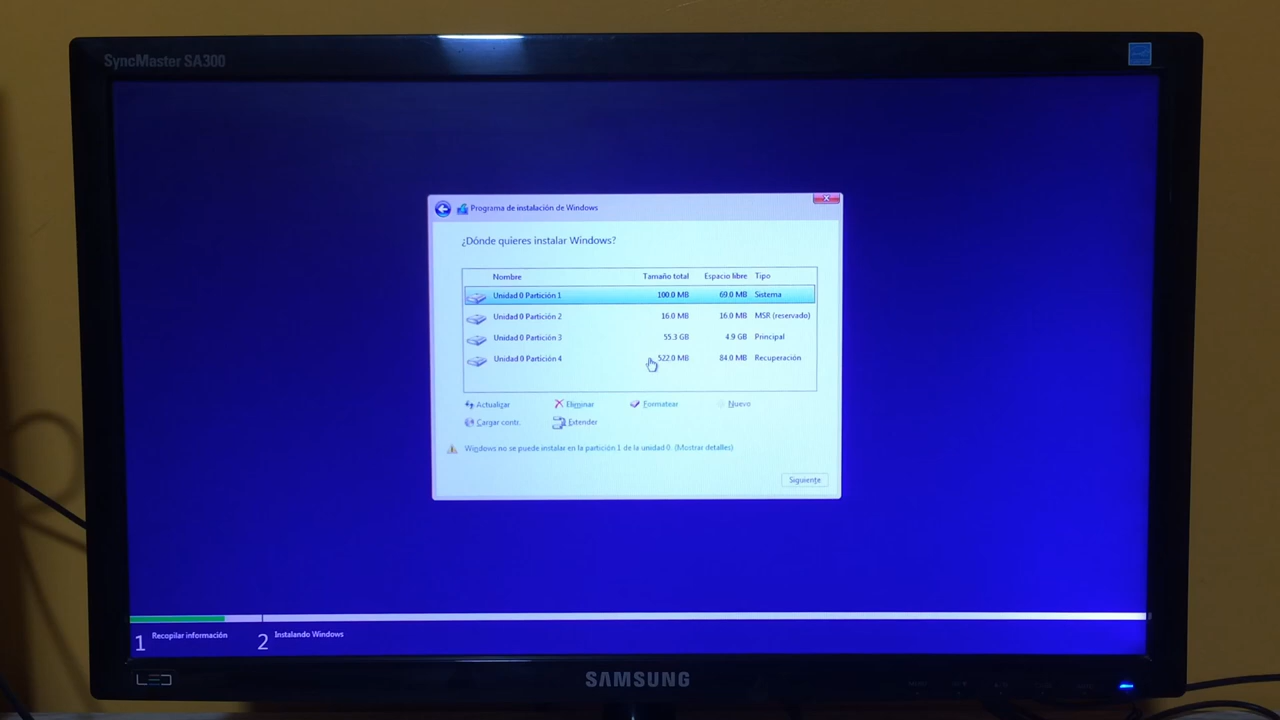 SyncMaster SA300
Programa de instalación de Windows
¿Dónde quieres instalar Windows?
Nombre Tamaño total Espacio libre Tipo
Unidad 0 Partición 1 100.0 MB 69.0 MB Sistema
Unidad 0 Partición 2 16.0 MB 16.0 MB MSR (reservado)
Unidad 0 Partición 3 55.3 GB 4.9 GB Principal
Unidad 0 Partición 4 522.0 MB 84.0 MB Recuperación
Actualizar Eliminar Formatear Nuevo
Cargar contr. Extender
Windows no se puede instalar en la partición 1 de la unidad 0. (Mostrar detalles)
Siguiente
1 Recopilar información 2 Instalando Windows
LED SAMSUNG